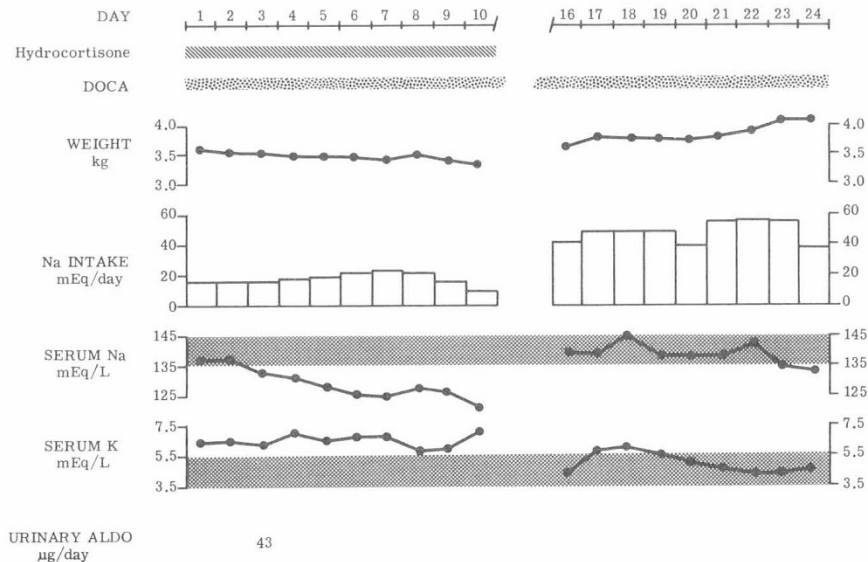 DAY 1 2 3 4 5 6 7 8 9 10 16 17 18 19 20 21 22 23 24
Hydrocortisone
DOCA
4.0 4.0
WEIGHT 3.5 3.5
kg
3.0 3.0
60 60
Na INTAKE 40 40
mEq/day 20 20
0 0
145 145
SERUM Na 135 135
mEq/L
125 125
7.5 7.5
SERUM K 5.5 5.5
mEq/L
3.5 3.5
URINARY ALDO 43
µg/day